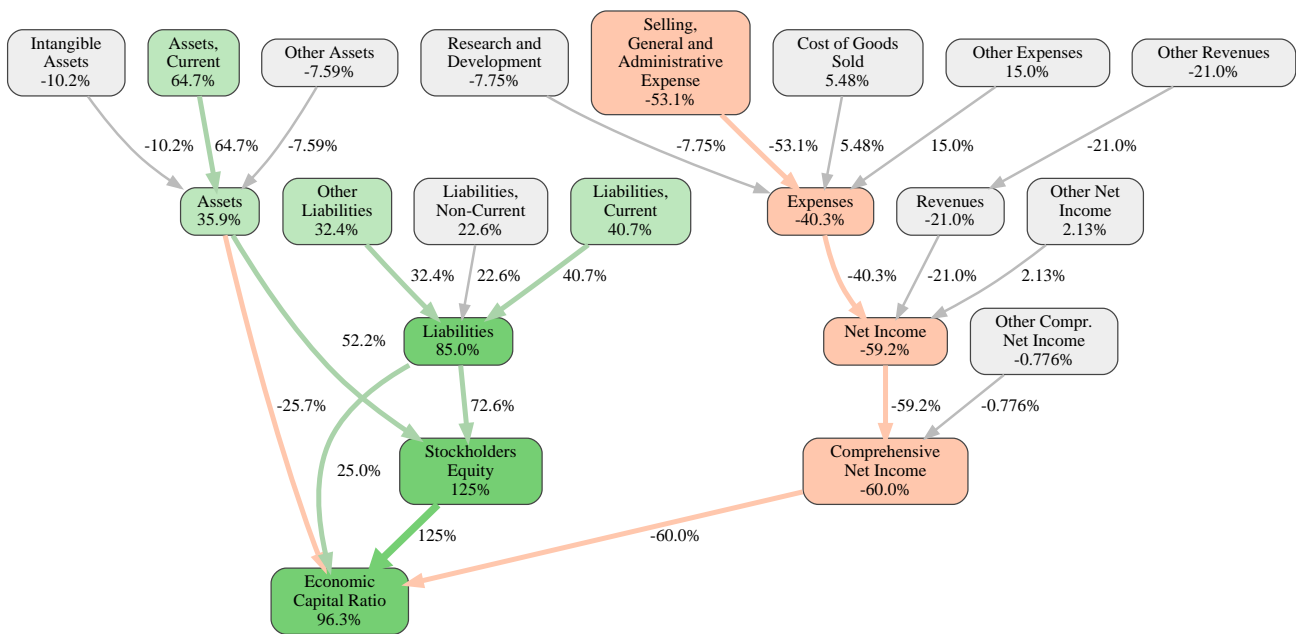 Intangible
Assets
-10.2%
Assets,
Current
64.7%
Other Assets
-7.59%
Research and
Development
-7.75%
Selling,
General and
Administrative
Expense
-53.1%
Cost of Goods
Sold
5.48%
Other Expenses
15.0%
Other Revenues
-21.0%
-10.2%
64.7%
-7.59%
-7.75%
-53.1%
5.48%
15.0%
-21.0%
Assets
35.9%
Other
Liabilities
32.4%
Liabilities,
Non-Current
22.6%
Liabilities,
Current
40.7%
Expenses
-40.3%
Revenues
-21.0%
Other Net
Income
2.13%
32.4%
22.6%
40.7%
-40.3%
-21.0%
2.13%
52.2%
Liabilities
85.0%
Net Income
-59.2%
Other Compr.
Net Income
-0.776%
-25.7%
72.6%
-59.2%
-0.776%
25.0%
Stockholders
Equity
125%
Comprehensive
Net Income
-60.0%
125%
-60.0%
Economic
Capital Ratio
96.3%